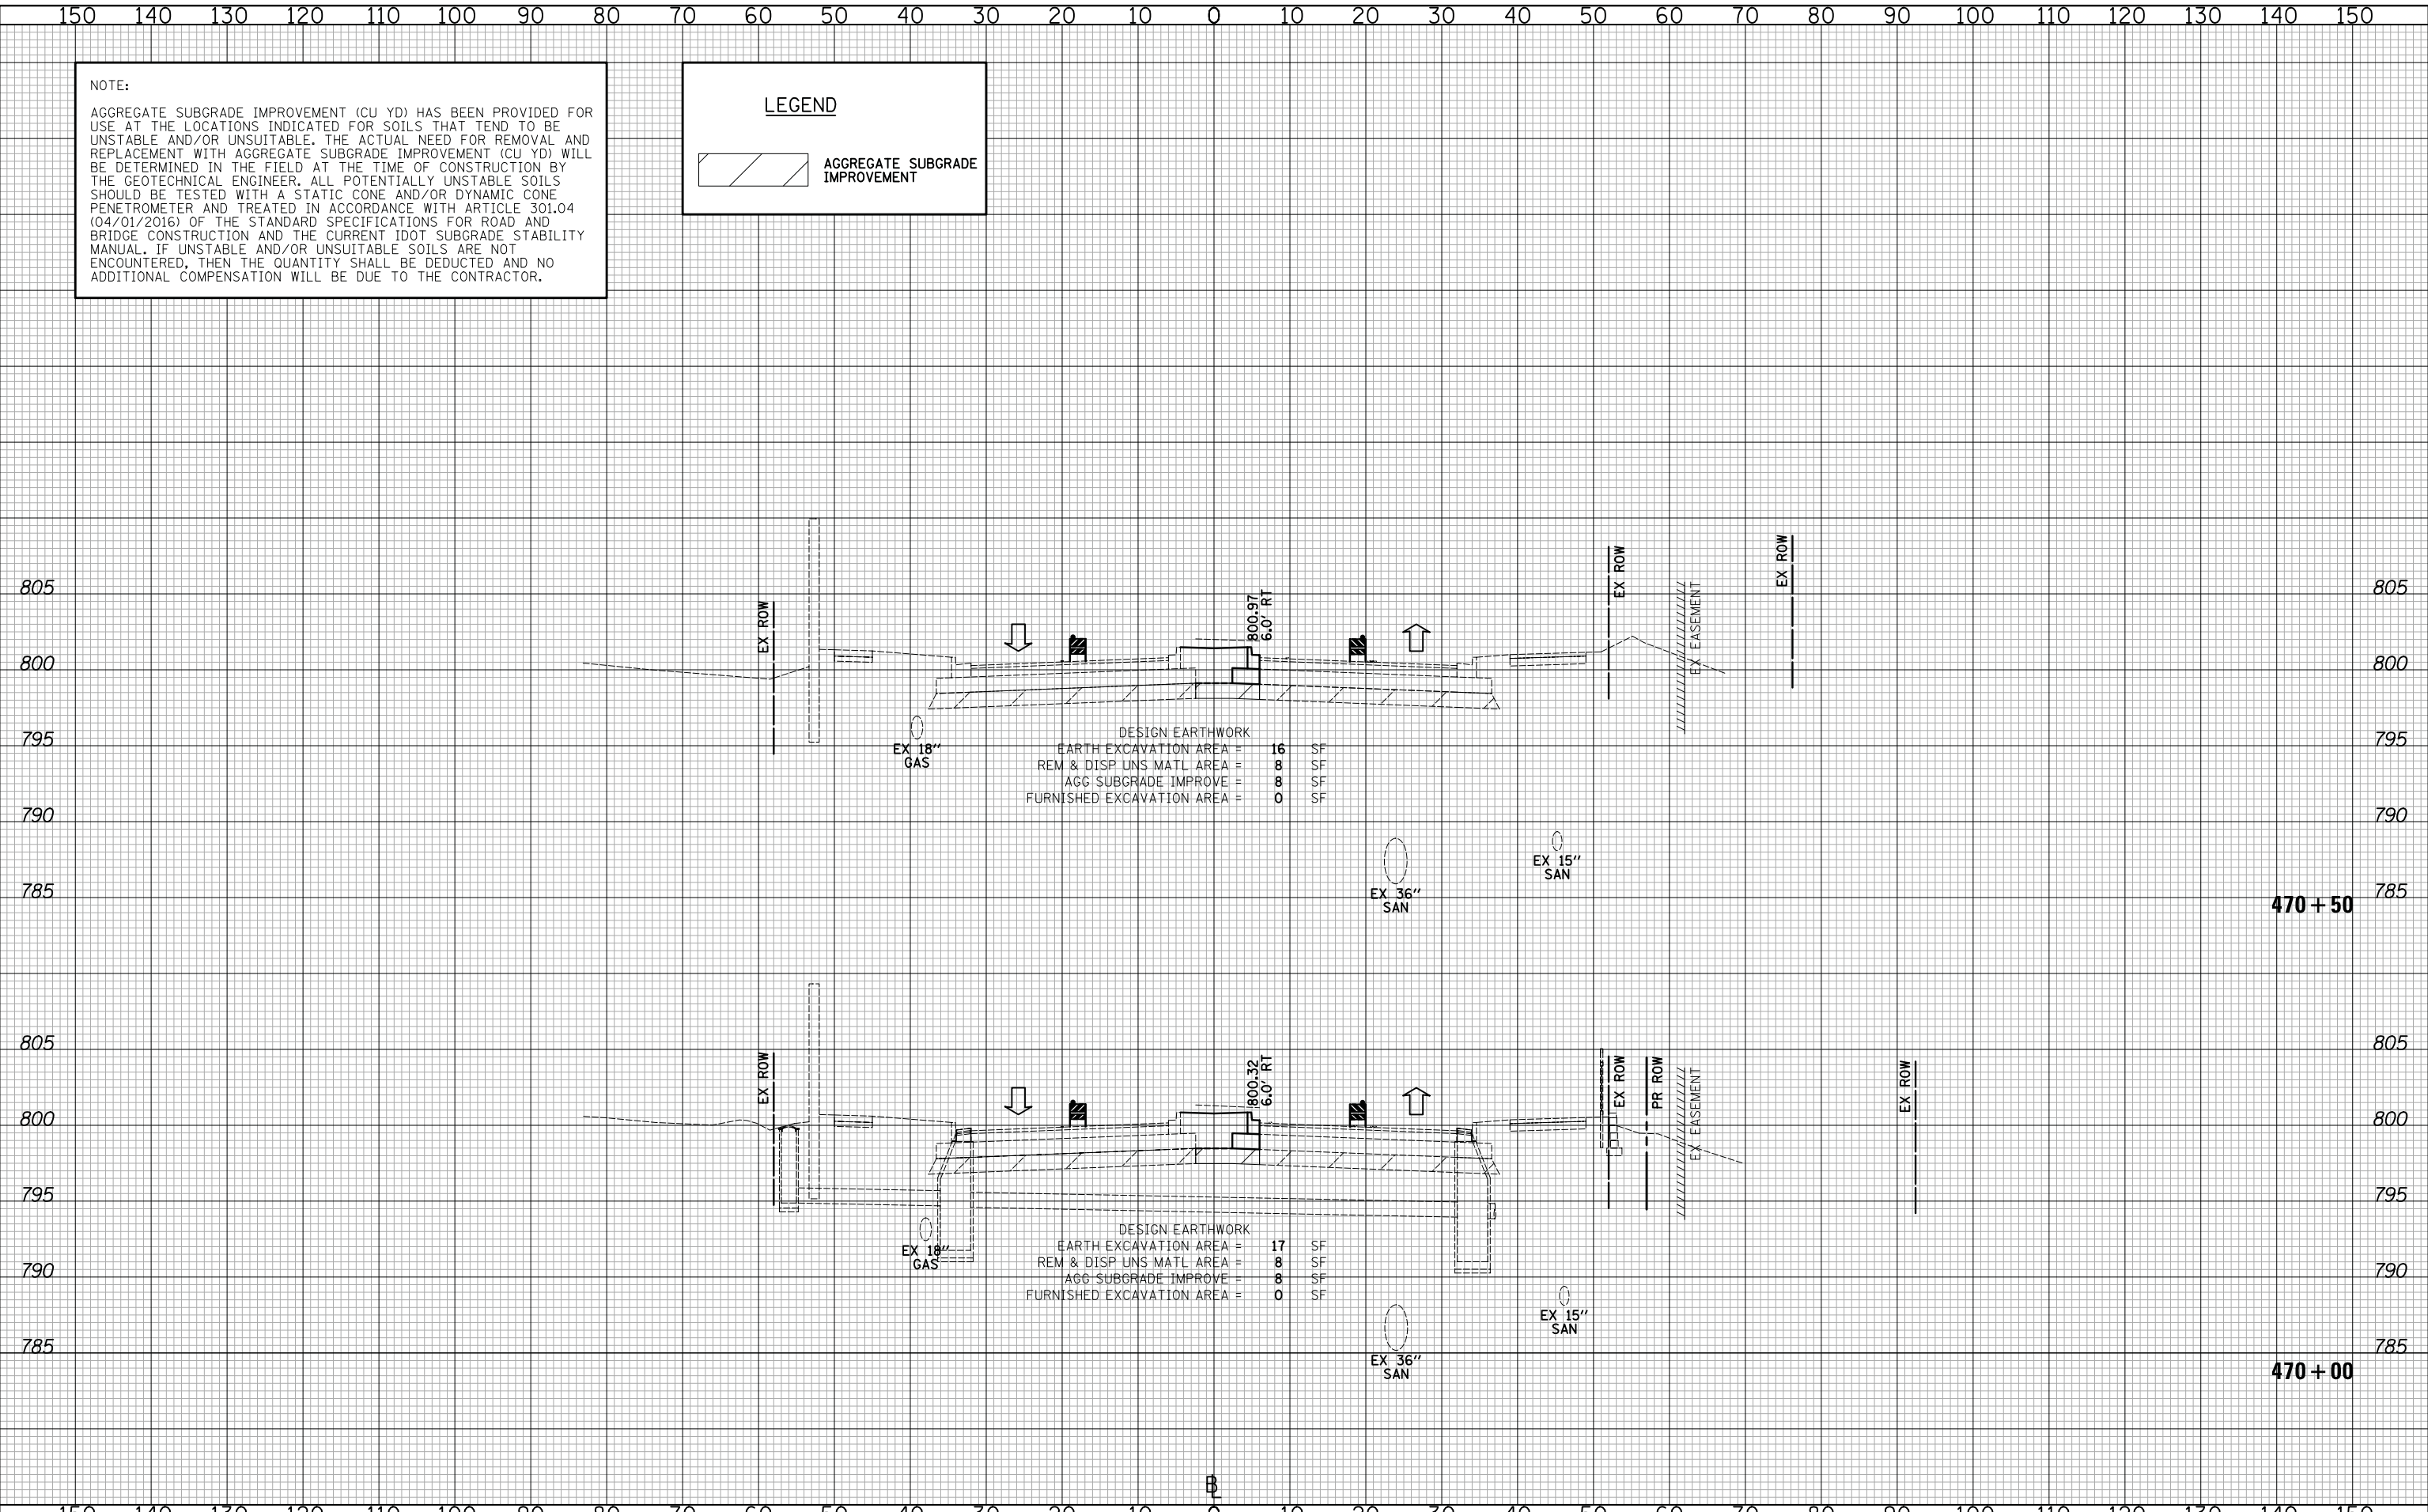 150 140 130 120 110 100 90 80 70 60 50 40 30 20 10 0 10 20 30 40 50 60 70 80 90 100 110 120 130 140 150
NOTE:
AGGREGATE SUBGRADE IMPROVEMENT (CU YD) HAS BEEN PROVIDED FOR
USE AT THE LOCATIONS INDICATED FOR SOILS THAT TEND TO BE
UNSTABLE AND/OR UNSUITABLE. THE ACTUAL NEED FOR REMOVAL AND
REPLACEMENT WITH AGGREGATE SUBGRADE IMPROVEMENT (CU YD) WILL
BE DETERMINED IN THE FIELD AT THE TIME OF CONSTRUCTION BY
THE GEOTECHNICAL ENGINEER. ALL POTENTIALLY UNSTABLE SOILS
SHOULD BE TESTED WITH A STATIC CONE AND/OR DYNAMIC CONE
PENETROMETER AND TREATED IN ACCORDANCE WITH ARTICLE 301.04
(04/01/2016) OF THE STANDARD SPECIFICATIONS FOR ROAD AND
BRIDGE CONSTRUCTION AND THE CURRENT IDOT SUBGRADE STABILITY
MANUAL. IF UNSTABLE AND/OR UNSUITABLE SOILS ARE NOT
ENCOUNTERED, THEN THE QUANTITY SHALL BE DEDUCTED AND NO
ADDITIONAL COMPENSATION WILL BE DUE TO THE CONTRACTOR.
LEGEND
AGGREGATE SUBGRADE
IMPROVEMENT
805
800
795
790
785
EX ROW
800.97
6.0' RT
EX ROW
EX EASEMENT
EX ROW
EX 18"
GAS
DESIGN EARTHWORK
EARTH EXCAVATION AREA = 16 SF
REM & DISP UNS MATL AREA = 8 SF
AGG SUBGRADE IMPROVE = 8 SF
FURNISHED EXCAVATION AREA = 0 SF
EX 36"
SAN
EX 15"
SAN
805
800
795
790
785
470+50
805
800
795
790
785
EX ROW
800.32
6.0' RT
EX ROW
PR ROW
EX EASEMENT
EX ROW
EX 18"
GAS
DESIGN EARTHWORK
EARTH EXCAVATION AREA = 17 SF
REM & DISP UNS MATL AREA = 8 SF
AGG SUBGRADE IMPROVE = 8 SF
FURNISHED EXCAVATION AREA = 0 SF
EX 36"
SAN
EX 15"
SAN
805
800
795
790
785
470+00
BL
150 140 130 120 110 100 90 80 70 60 50 40 30 20 10 0 10 20 30 40 50 60 70 80 90 100 110 120 130 140 150